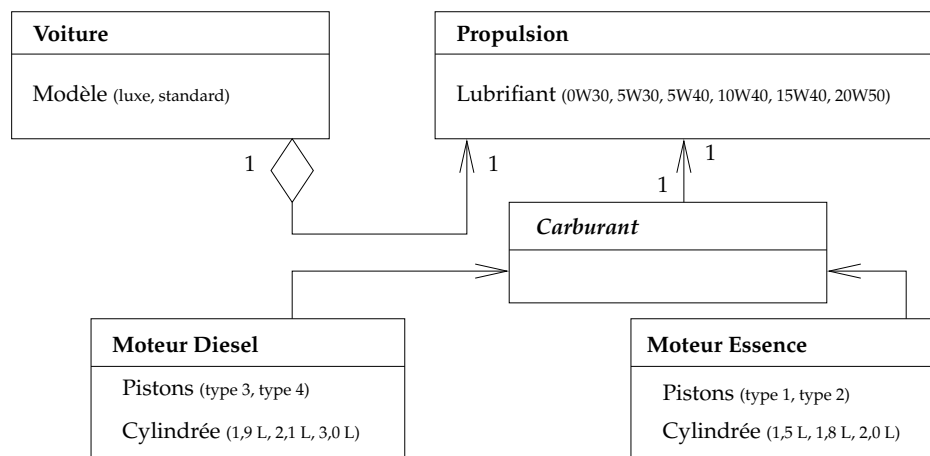 Voiture
Modèle (luxe, standard)
Propulsion
Lubrifiant (0W30, 5W30, 5W40, 10W40, 15W40, 20W50)
1
1
1
1
Carburant
Moteur Diesel
Pistons (type 3, type 4)
Cylindrée (1,9 L, 2,1 L, 3,0 L)
Moteur Essence
Pistons (type 1, type 2)
Cylindrée (1,5 L, 1,8 L, 2,0 L)